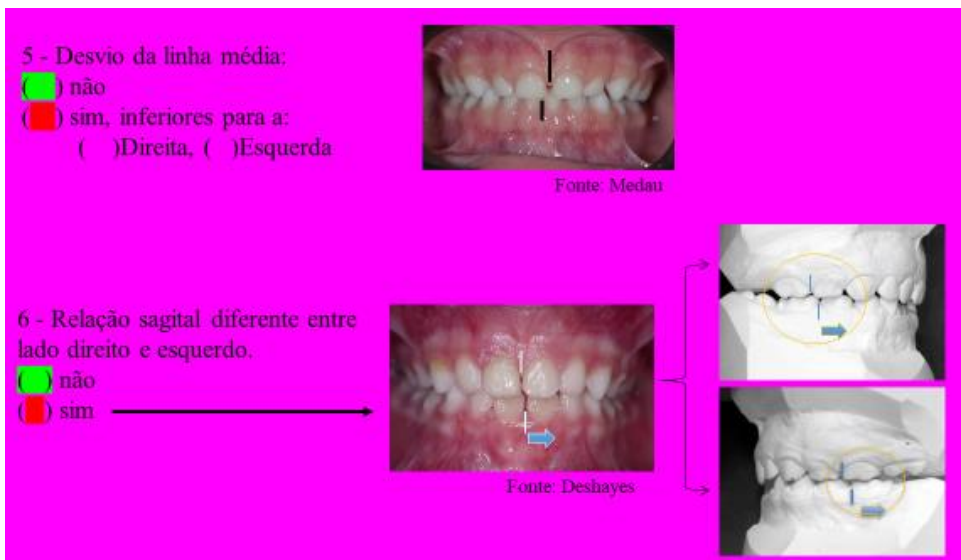 5 - Desvio da linha média:
( ) não
( ) sim, inferiores para a:
( )Direita, ( )Esquerda
Fonte: Medau
6 - Relação sagital diferente entre
lado direito e esquerdo.
( ) não
( ) sim
Fonte: Deshayes